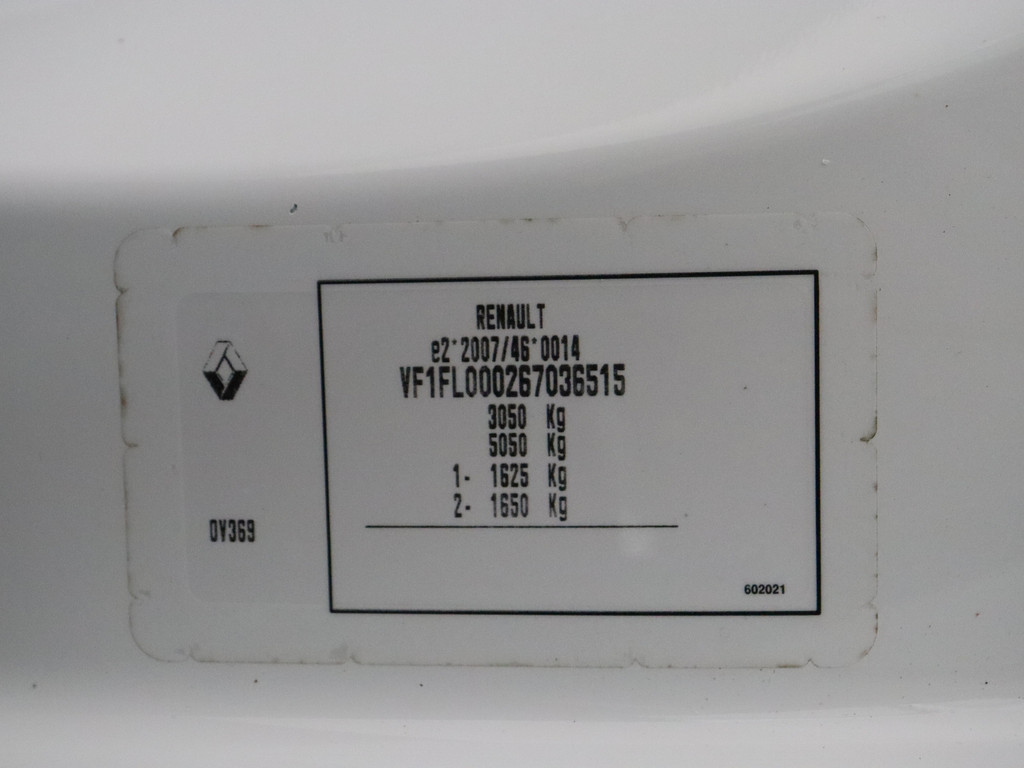 RENAULT
e2*2007/46*0014
VF1FL000267036515
3050 Kg
5050 Kg
1- 1625 Kg
2- 1650 Kg
0V369
602021